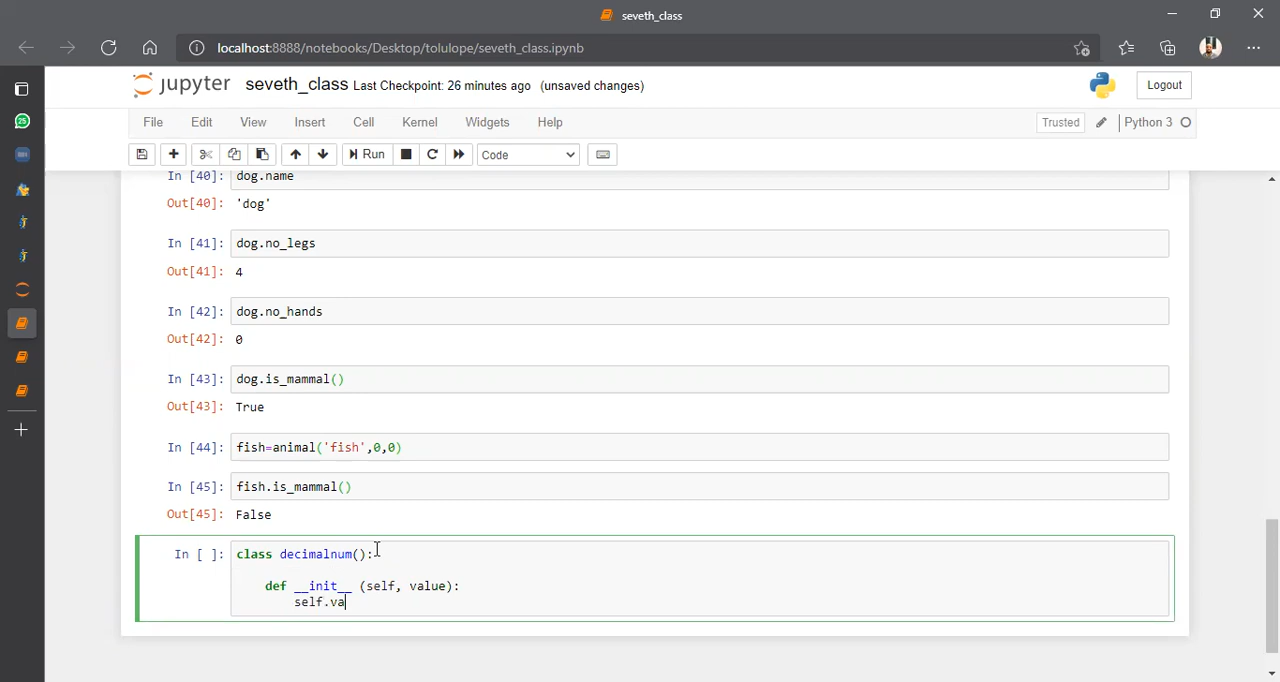 seveth_class
localhost:8888/notebooks/Desktop/tolulope/seveth_class.ipynb
jupyter seveth_class Last Checkpoint: 26 minutes ago (unsaved changes)
Logout
File Edit View Insert Cell Kernel Widgets Help
Trusted Python 3
Run Code
In [40]: dog.name
Out[40]: 'dog'
In [41]: dog.no_legs
Out[41]: 4
In [42]: dog.no_hands
Out[42]: 0
In [43]: dog.is_mammal()
Out[43]: True
In [44]: fish=animal('fish',0,0)
In [45]: fish.is_mammal()
Out[45]: False
In [ ]: class decimalnum():
def __init__ (self, value):
self.va